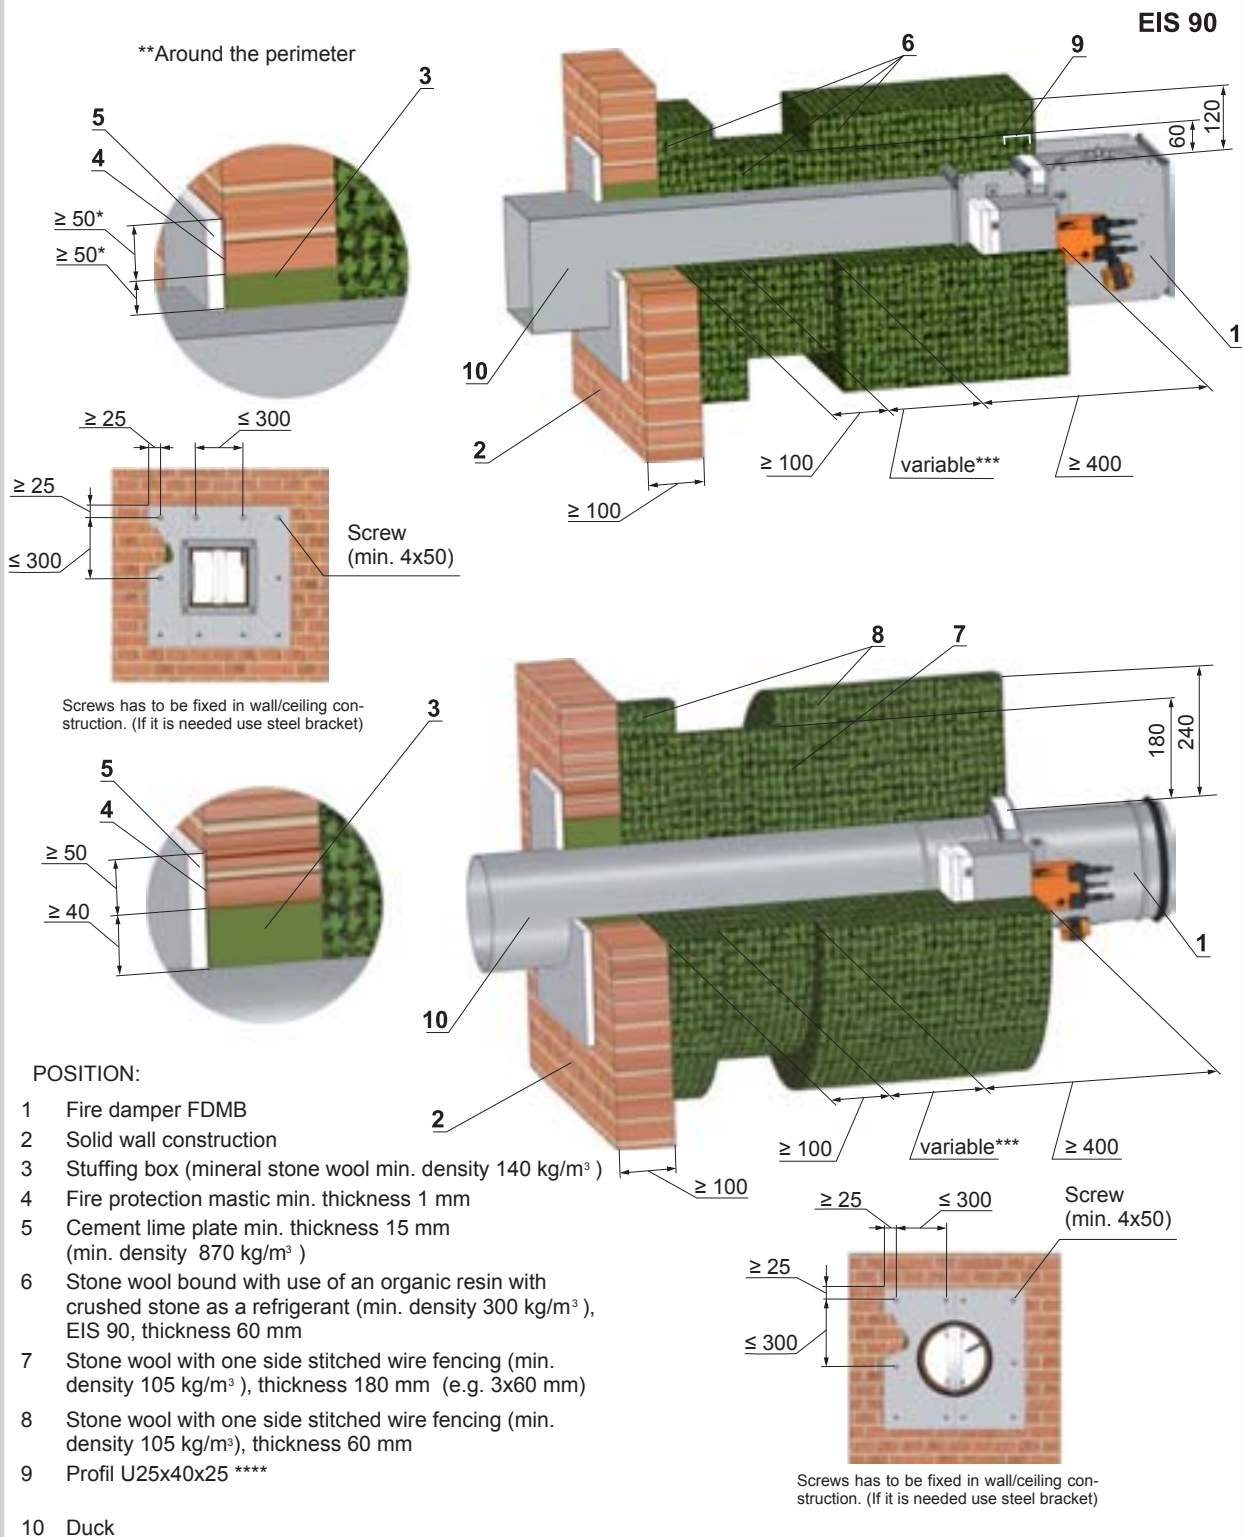 EIS 90
**Around the perimeter
3
5
4
≥ 50*
≥ 50*
6
9
120
60
1
10
2
≥ 100
variable***
≥ 400
≥ 100
≥ 25
≤ 300
≥ 25
≤ 300
Screw
(min. 4x50)
Screws has to be fixed in wall/ceiling con-
struction. (If it is needed use steel bracket)
3
5
4
≥ 50
≥ 40
8
7
180
240
1
10
2
≥ 100
variable***
≥ 400
≥ 100
≥ 25
≤ 300
≥ 25
≤ 300
Screw
(min. 4x50)
Screws has to be fixed in wall/ceiling con-
struction. (If it is needed use steel bracket)
POSITION:
1 Fire damper FDMB
2 Solid wall construction
3 Stuffing box (mineral stone wool min. density 140 kg/m³ )
4 Fire protection mastic min. thickness 1 mm
5 Cement lime plate min. thickness 15 mm
(min. density 870 kg/m³ )
6 Stone wool bound with use of an organic resin with
crushed stone as a refrigerant (min. density 300 kg/m³ ),
EIS 90, thickness 60 mm
7 Stone wool with one side stitched wire fencing (min.
density 105 kg/m³ ), thickness 180 mm (e.g. 3x60 mm)
8 Stone wool with one side stitched wire fencing (min.
density 105 kg/m³), thickness 60 mm
9 Profil U25x40x25 ****
10 Duck